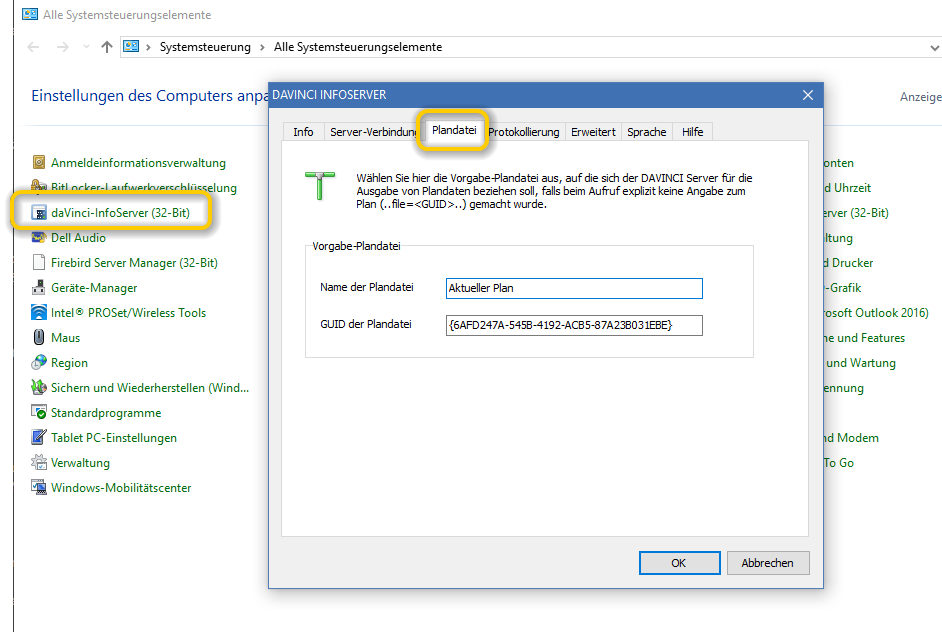 Alle Systemsteuerungselemente
Systemsteuerung > Alle Systemsteuerungselemente
Einstellungen des Computers anpa
Anzeige
Anmeldeinformationsverwaltung
BitLocker-Laufwerkverschlüsselung
daVinci-InfoServer (32-Bit)
Dell Audio
Firebird Server Manager (32-Bit)
Geräte-Manager
Intel® PROSet/Wireless Tools
Maus
Region
Sichern und Wiederherstellen (Wind...
Standardprogramme
Tablet PC-Einstellungen
Verwaltung
Windows-Mobilitätscenter
DAVINCI INFOSERVER
Info
Server-Verbindung
Plandatei
Protokollierung
Erweitert
Sprache
Hilfe
Wählen Sie hier die Vorgabe-Plandatei aus, auf die sich der DAVINCI Server für die
Ausgabe von Plandaten beziehen soll, falls beim Aufruf explizit keine Angabe zum
Plan (..file=<GUID>..) gemacht wurde.
Vorgabe-Plandatei
Name der Plandatei
Aktueller Plan
GUID der Plandatei
{6AFD247A-545B-4192-ACB5-87A23B031EBE}
OK
Abbrechen
onten
Uhrzeit
rver (32-Bit)
ltung
d Drucker
-Grafik
rosoft Outlook 2016)
me und Features
und Wartung
ennung
nd Modem
To Go